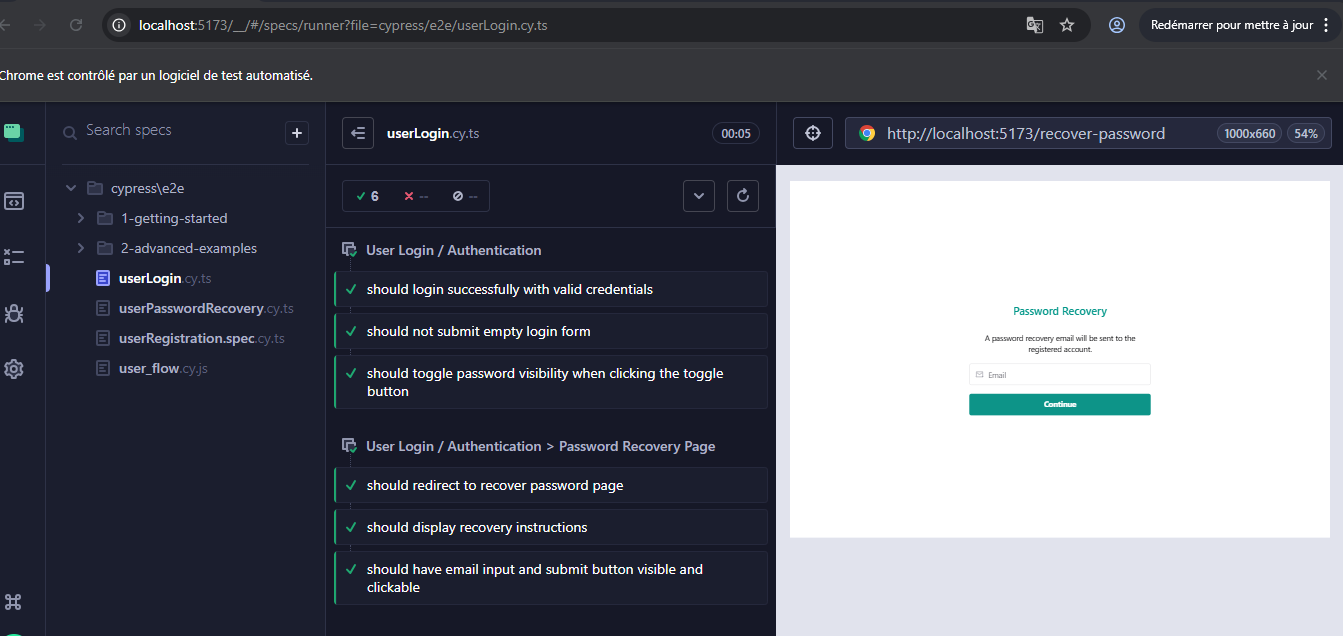 localhost:5173/__/#/specs/runner?file=cypress/e2e/userLogin.cy.ts
Redémarrer pour mettre à jour
Chrome est contrôlé par un logiciel de test automatisé.
Search specs
+
cypress\e2e
1-getting-started
2-advanced-examples
userLogin.cy.ts
userPasswordRecovery.cy.ts
userRegistration.spec.cy.ts
user_flow.cy.js
userLogin.cy.ts
00:05
6
--
--
User Login / Authentication
should login successfully with valid credentials
should not submit empty login form
should toggle password visibility when clicking the toggle
button
User Login / Authentication > Password Recovery Page
should redirect to recover password page
should display recovery instructions
should have email input and submit button visible and
clickable
http://localhost:5173/recover-password
1000x660
54%
Password Recovery
A password recovery email will be sent to the
registered account.
Email
Continue